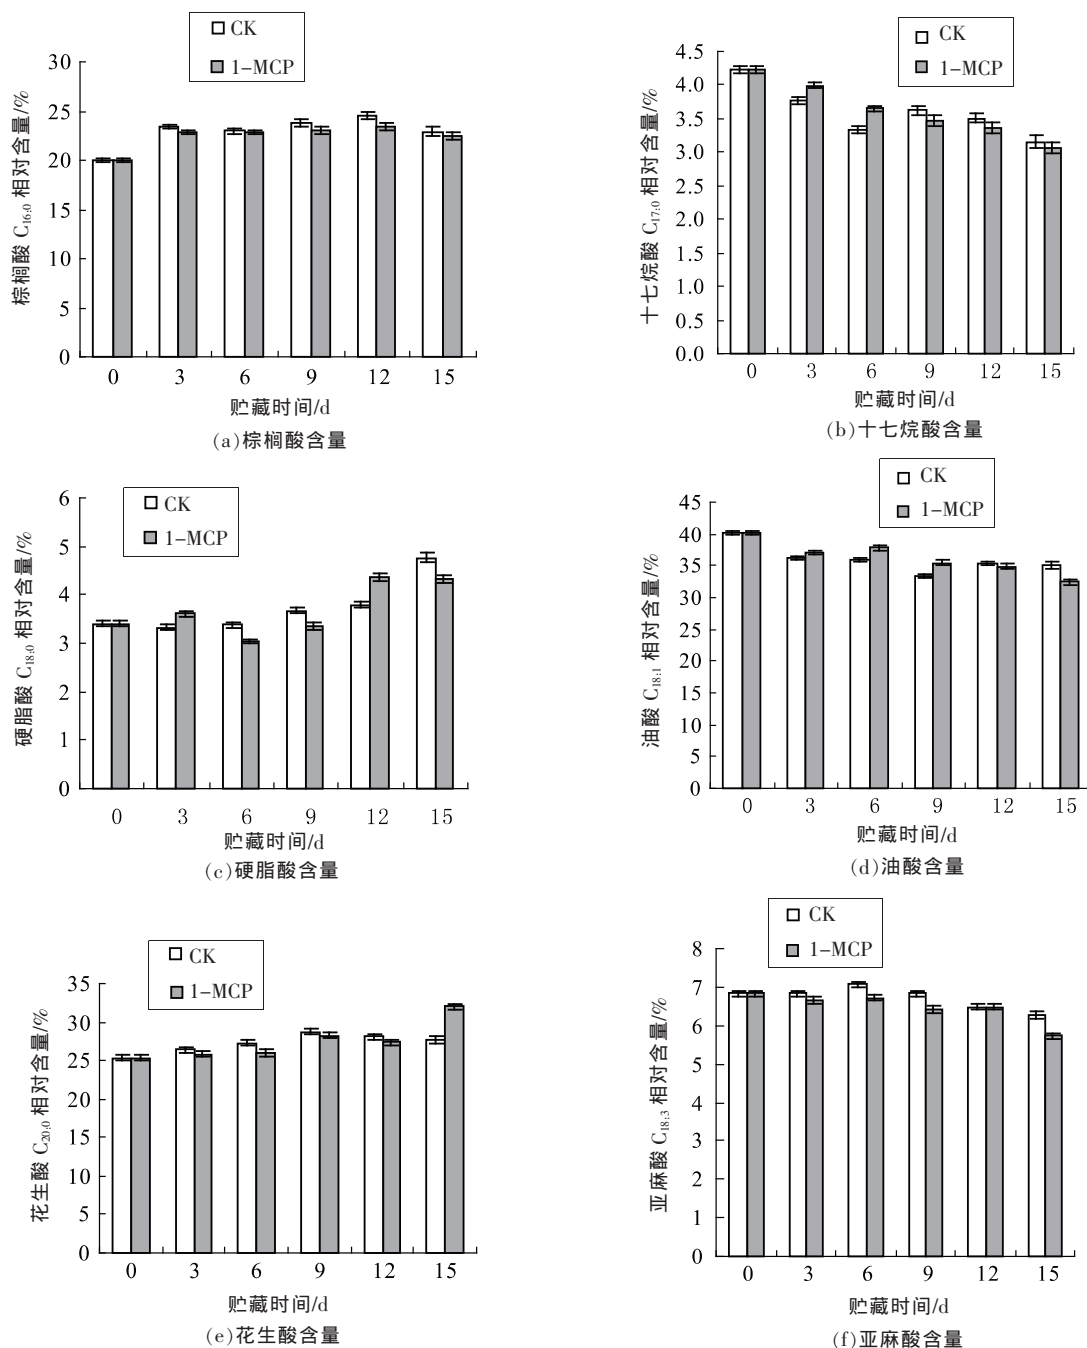 CK
1-MCP
30
25
20
15
10
5
0
棕榈酸 C16:0 相对含量/%
0 3 6 9 12 15
贮藏时间/d
(a)棕榈酸含量
CK
1-MCP
4.5
4.0
3.5
3.0
2.5
2.0
1.5
1.0
0.5
0.0
十七烷酸 C17:0 相对含量/%
0 3 6 9 12 15
贮藏时间/d
(b)十七烷酸含量
CK
1-MCP
6
5
4
3
2
1
0
硬脂酸 C18:0 相对含量/%
0 3 6 9 12 15
贮藏时间/d
(c)硬脂酸含量
CK
1-MCP
45
40
35
30
25
20
15
10
5
0
油酸 C18:1 相对含量/%
0 3 6 9 12 15
贮藏时间/d
(d)油酸含量
CK
1-MCP
35
30
25
20
15
10
5
0
花生酸 C20:0 相对含量/%
0 3 6 9 12 15
贮藏时间/d
(e)花生酸含量
CK
1-MCP
8
7
6
5
4
3
2
1
0
亚麻酸 C18:3 相对含量/%
0 3 6 9 12 15
贮藏时间/d
(f)亚麻酸含量